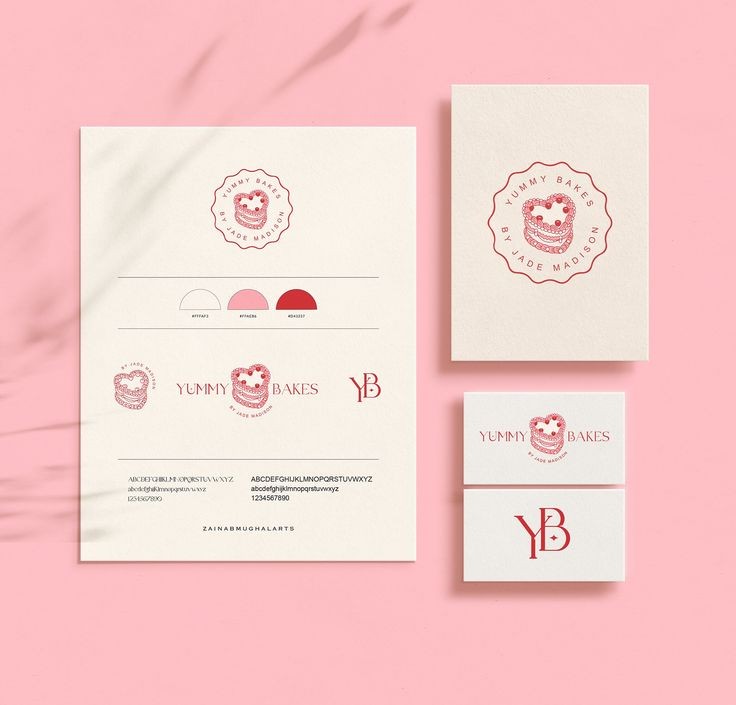 YUMMY BAKES
BY JADE MADISON
#FFFAF3
#FFAEB6
#D43237
BY JADE MADISON
YUMMY BAKES
BY JADE MADISON
YB
ABCDEFGHIJKLMNOPQRSTUVWXYZ
abcdefghijklmnopqrstuvwxyz
1234567890
ABCDEFGHIJKLMNOPQRSTUVWXYZ
abcdefghijklmnopqrstuvwxyz
1234567890
ZAINABMUGHALARTS
YUMMY BAKES
BY JADE MADISON
YUMMY BAKES
BY JADE MADISON
YB